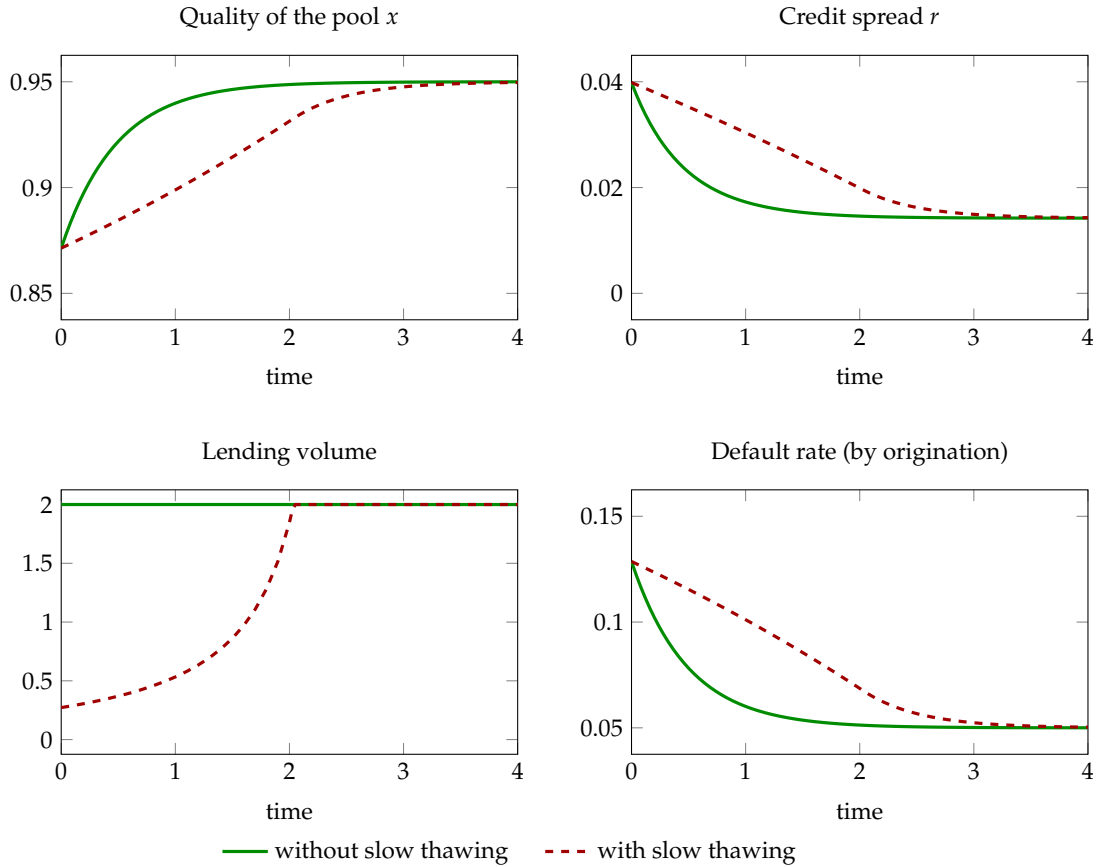 Quality of the pool x
0.95
0.9
0.85
0 1 2 3 4
time
Credit spread r
0.04
0.02
0
0 1 2 3 4
time
Lending volume
2
1.5
1
0.5
0
0 1 2 3 4
time
Default rate (by origination)
0.15
0.1
0.05
0 1 2 3 4
time
without slow thawing with slow thawing